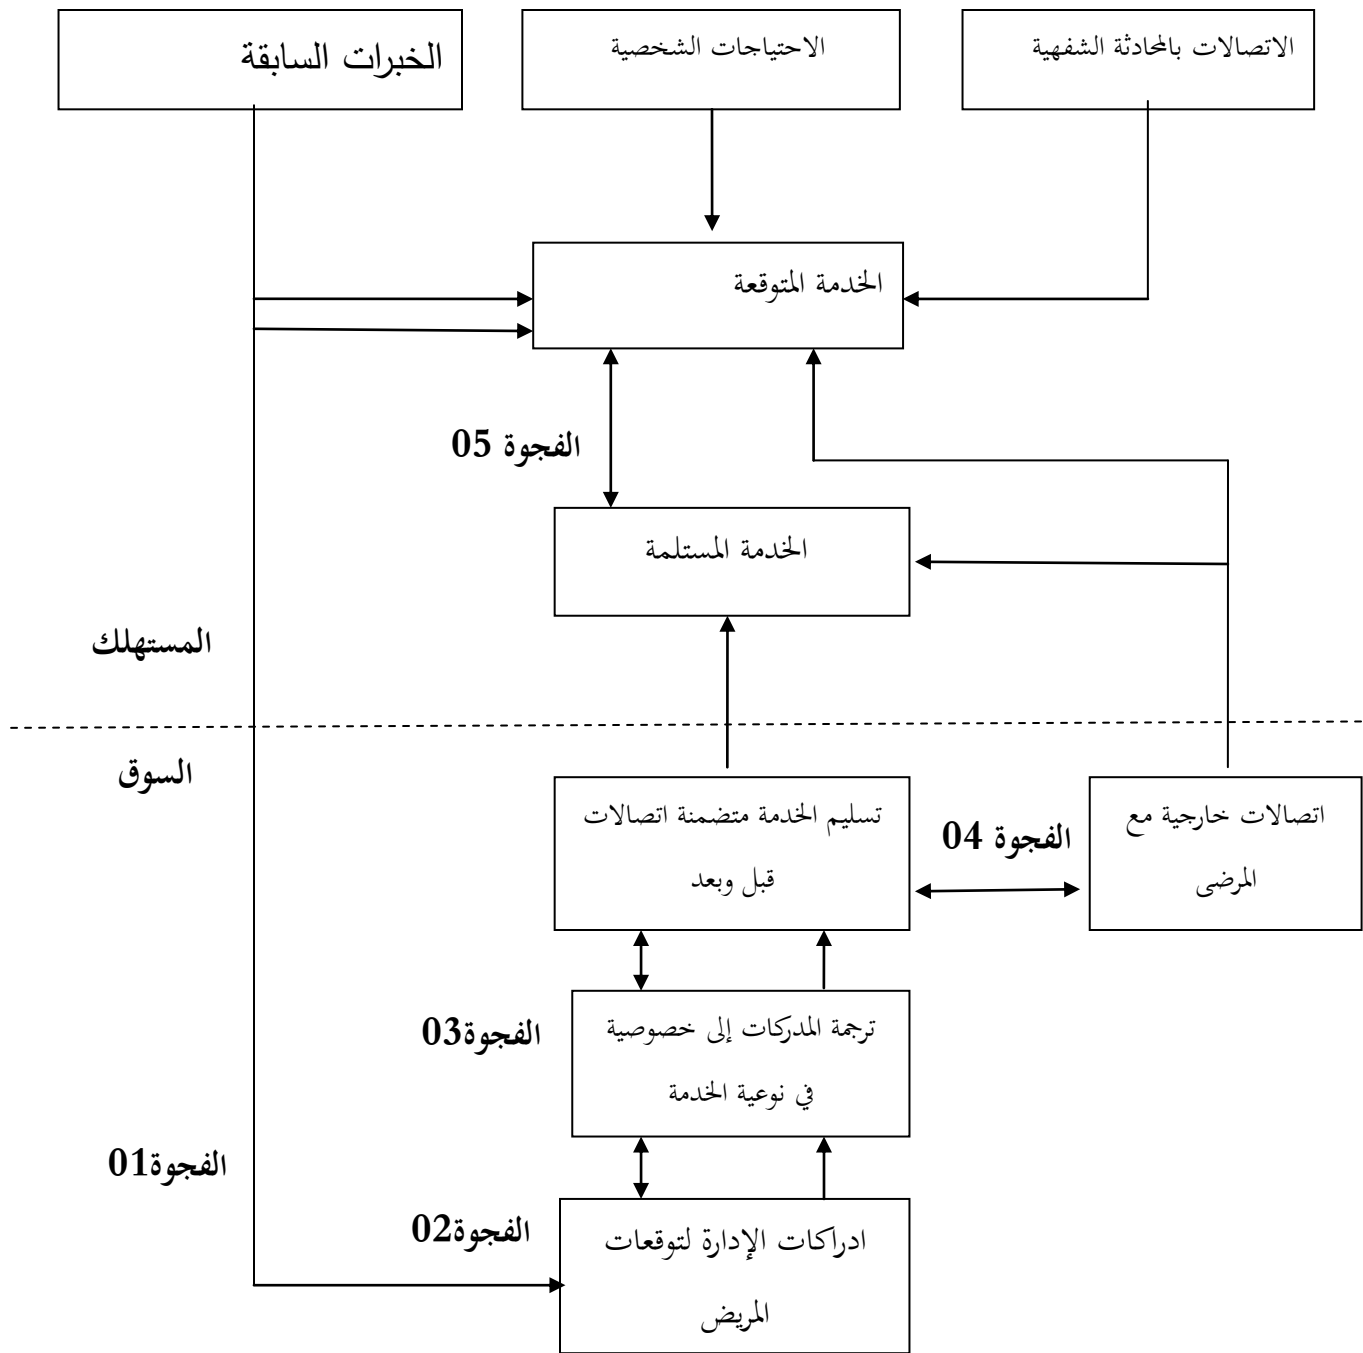 الاتصالات بالمحادثة الشفهية
الاحتياجات الشخصية
الخبرات السابقة
الخدمة المتوقعة
الفجوة 05
الخدمة المستلمة
المستهلك
السوق
اتصالات خارجية مع
المرضى
الفجوة 04
تسليم الخدمة متضمنة اتصالات
قبل وبعد
ترجمة المدركات إلى خصوصية
في نوعية الخدمة
الفجوة03
الفجوة01
ادراكات الإدارة لتوقعات
المريض
الفجوة02